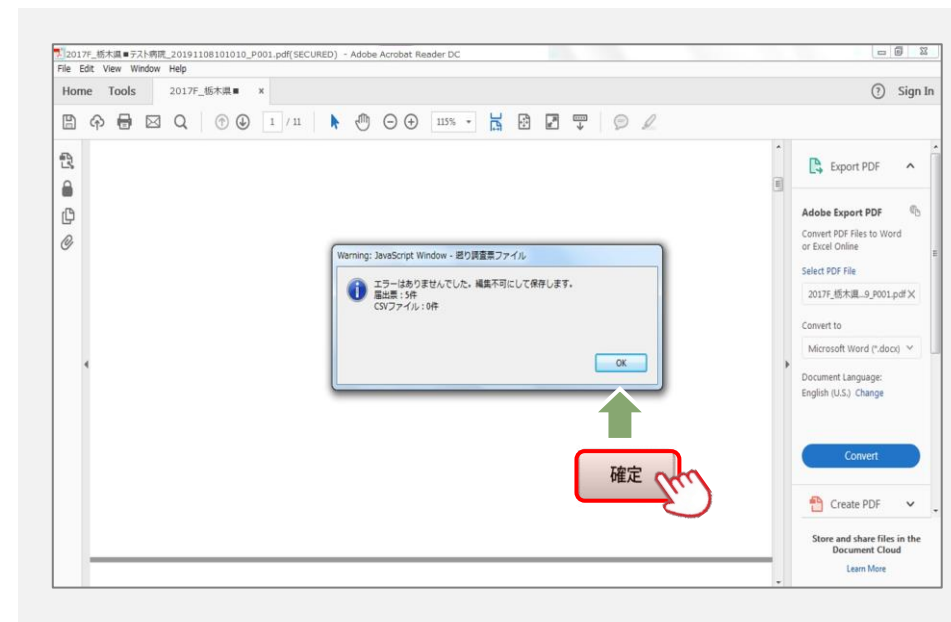 2017F_栃木県■テスト病院_20191108101010_P001.pdf(SECURED) - Adobe Acrobat Reader DC
File Edit View Window Help
Home Tools 2017F_栃木県■ x
? Sign In
1 / 11 115%
Export PDF
Adobe Export PDF
Convert PDF Files to Word
or Excel Online
Select PDF File
2017F_栃木県...9_P001.pdf X
Convert to
Microsoft Word (*.docx)
Document Language:
English (U.S.) Change
Convert
Create PDF
Store and share files in the
Document Cloud
Learn More
Warning: JavaScript Window - 遡り調査票ファイル
エラーはありませんでした。編集不可にして保存します。
届出票 : 5件
CSVファイル : 0件
OK
確定